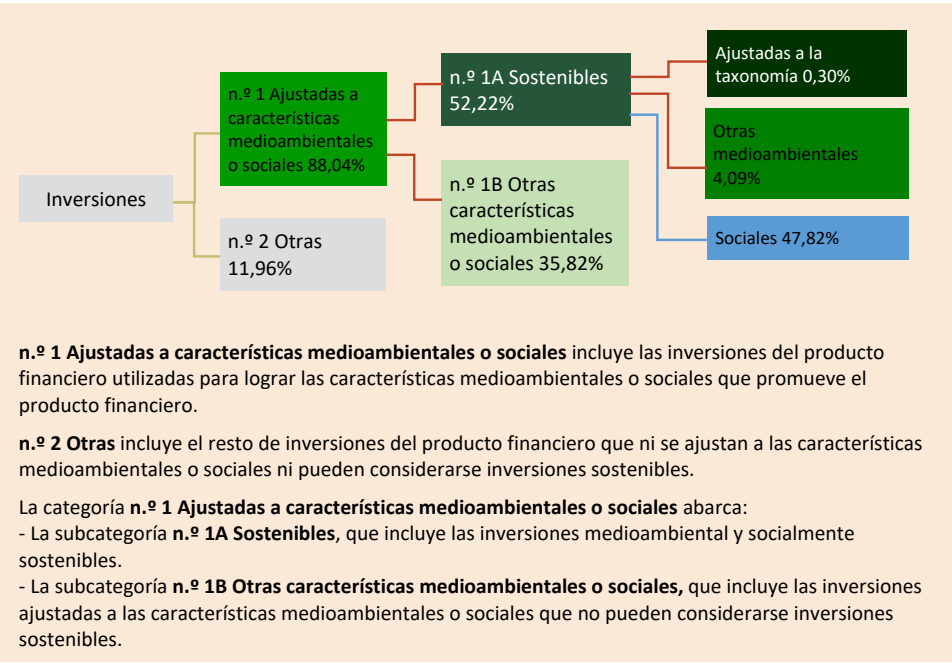 Inversiones
n.º 1 Ajustadas a
características
medioambientales
o sociales 88,04%
n.º 2 Otras
11,96%
n.º 1A Sostenibles
52,22%
n.º 1B Otras
características
medioambientales
o sociales 35,82%
Ajustadas a la
taxonomía 0,30%
Otras
medioambientales
4,09%
Sociales 47,82%
n.º 1 Ajustadas a características medioambientales o sociales incluye las inversiones del producto
financiero utilizadas para lograr las características medioambientales o sociales que promueve el
producto financiero.
n.º 2 Otras incluye el resto de inversiones del producto financiero que ni se ajustan a las características
medioambientales o sociales ni pueden considerarse inversiones sostenibles.
La categoría n.º 1 Ajustadas a características medioambientales o sociales abarca:
- La subcategoría n.º 1A Sostenibles, que incluye las inversiones medioambiental y socialmente
sostenibles.
- La subcategoría n.º 1B Otras características medioambientales o sociales, que incluye las inversiones
ajustadas a las características medioambientales o sociales que no pueden considerarse inversiones
sostenibles.